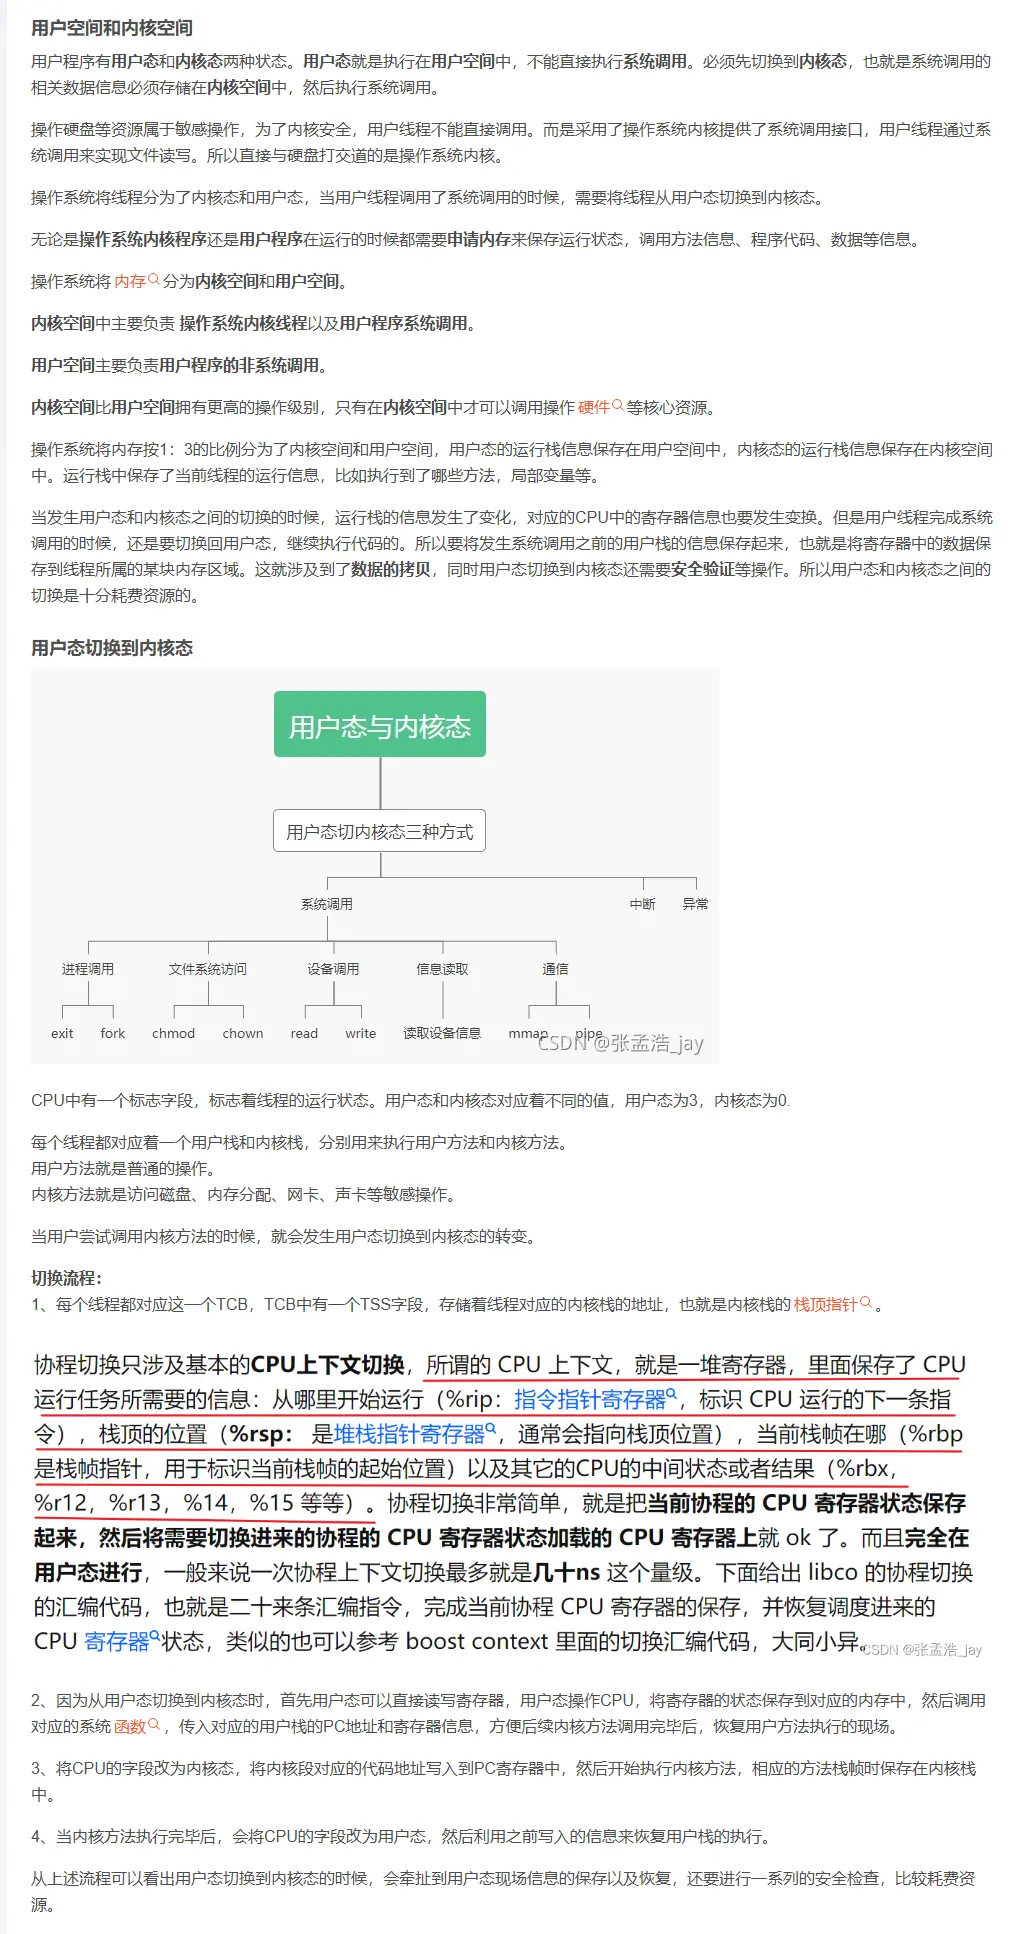 用户空间和内核空间
用户程序有用户态和内核态两种状态。用户态就是执行在用户空间中，不能直接执行系统调用。必须先切换到内核态，也就是系统调用的
相关数据信息必须存储在内核空间中，然后执行系统调用。
操作硬盘等资源属于敏感操作，为了内核安全，用户线程不能直接调用。而是采用了操作系统内核提供了系统调用接口，用户线程通过系
统调用来实现文件读写。所以直接与硬盘打交道的是操作系统内核。
操作系统将线程分为了内核态和用户态，当用户线程调用了系统调用的时候，需要将线程从用户态切换到内核态。
无论是操作系统内核程序还是用户程序在运行的时候都需要申请内存来保存运行状态，调用方法信息、程序代码、数据等信息。
操作系统将 内存 分为内核空间和用户空间。
内核空间中主要负责 操作系统内核线程以及用户程序系统调用。
用户空间主要负责用户程序的非系统调用。
内核空间比用户空间拥有更高的操作级别，只有在内核空间中才可以调用操作 硬件 等核心资源。
操作系统将内存按1：3的比例分为了内核空间和用户空间，用户态的运行栈信息保存在用户空间中，内核态的运行栈信息保存在内核空间
中。运行栈中保存了当前线程的运行信息，比如执行到了哪些方法，局部变量等。
当发生用户态和内核态之间的切换的时候，运行栈的信息发生了变化，对应的CPU中的寄存器信息也要发生变换。但是用户线程完成系统
调用的时候，还是要切换回用户态，继续执行代码的。所以要将发生系统调用之前的用户栈的信息保存起来，也就是将寄存器中的数据保
存到线程所属的某块内存区域。这就涉及到了数据的拷贝，同时用户态切换到内核态还需要安全验证等操作。所以用户态和内核态之间的
切换是十分耗费资源的。
用户态切换到内核态
用户态与内核态
用户态切内核态三种方式
系统调用 中断 异常
进程调用 文件系统访问 设备调用 信息读取 通信
exit fork chmod chown read write 读取设备信息 mmap pipe
CSDN @张孟浩_jay
CPU中有一个标志字段，标志着线程的运行状态。用户态和内核态对应着不同的值，用户态为3，内核态为0.
每个线程都对应着一个用户栈和内核栈，分别用来执行用户方法和内核方法。
用户方法就是普通的操作。
内核方法就是访问磁盘、内存分配、网卡、声卡等敏感操作。
当用户尝试调用内核方法的时候，就会发生用户态切换到内核态的转变。
切换流程：
1、每个线程都对应这一个TCB，TCB中有一个TSS字段，存储着线程对应的内核栈的地址，也就是内核栈的 栈顶指针 。
协程切换只涉及基本的CPU上下文切换，所谓的 CPU 上下文，就是一堆寄存器，里面保存了 CPU
运行任务所需要的信息：从哪里开始运行（%rip：指令指针寄存器，标识 CPU 运行的下一条指
令），栈顶的位置（%rsp： 是堆栈指针寄存器，通常会指向栈顶位置），当前栈帧在哪（%rbp
是栈帧指针，用于标识当前栈帧的起始位置）以及其它的CPU的中间状态或者结果（%rbx，
%r12，%r13，%14，%15 等等）。协程切换非常简单，就是把当前协程的 CPU 寄存器状态保存
起来，然后将需要切换进来的协程的 CPU 寄存器状态加载的 CPU 寄存器上就 ok 了。而且完全在
用户态进行，一般来说一次协程上下文切换最多就是几十ns 这个量级。下面给出 libco 的协程切换
的汇编代码，也就是二十来条汇编指令，完成当前协程 CPU 寄存器的保存，并恢复调度进来的
CPU 寄存器状态，类似的也可以参考 boost context 里面的切换汇编代码，大同小异。
CSDN @张孟浩_jay
2、因为从用户态切换到内核态时，首先用户态可以直接读写寄存器，用户态操作CPU，将寄存器的状态保存到对应的内存中，然后调用
对应的系统 函数 ，传入对应的用户栈的PC地址和寄存器信息，方便后续内核方法调用完毕后，恢复用户方法执行的现场。
3、将CPU的字段改为内核态，将内核段对应的代码地址写入到PC寄存器中，然后开始执行内核方法，相应的方法栈帧时保存在内核栈
中。
4、当内核方法执行完毕后，会将CPU的字段改为用户态，然后利用之前写入的信息来恢复用户栈的执行。
从上述流程可以看出用户态切换到内核态的时候，会牵扯到用户态现场信息的保存以及恢复，还要进行一系列的安全检查，比较耗费资
源。